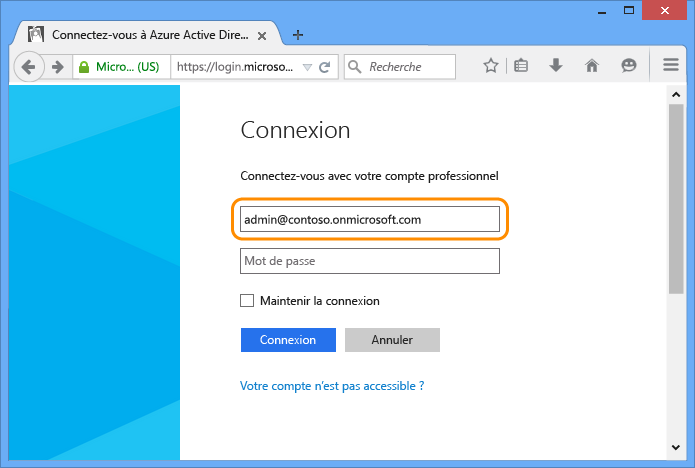 Connectez-vous à Azure Active Dire...
Micro... (US)
https://login.microso...
Recherche
Connexion
Connectez-vous avec votre compte professionnel
admin@contoso.onmicrosoft.com
Mot de passe
Maintenir la connexion
Connexion
Annuler
Votre compte n'est pas accessible ?